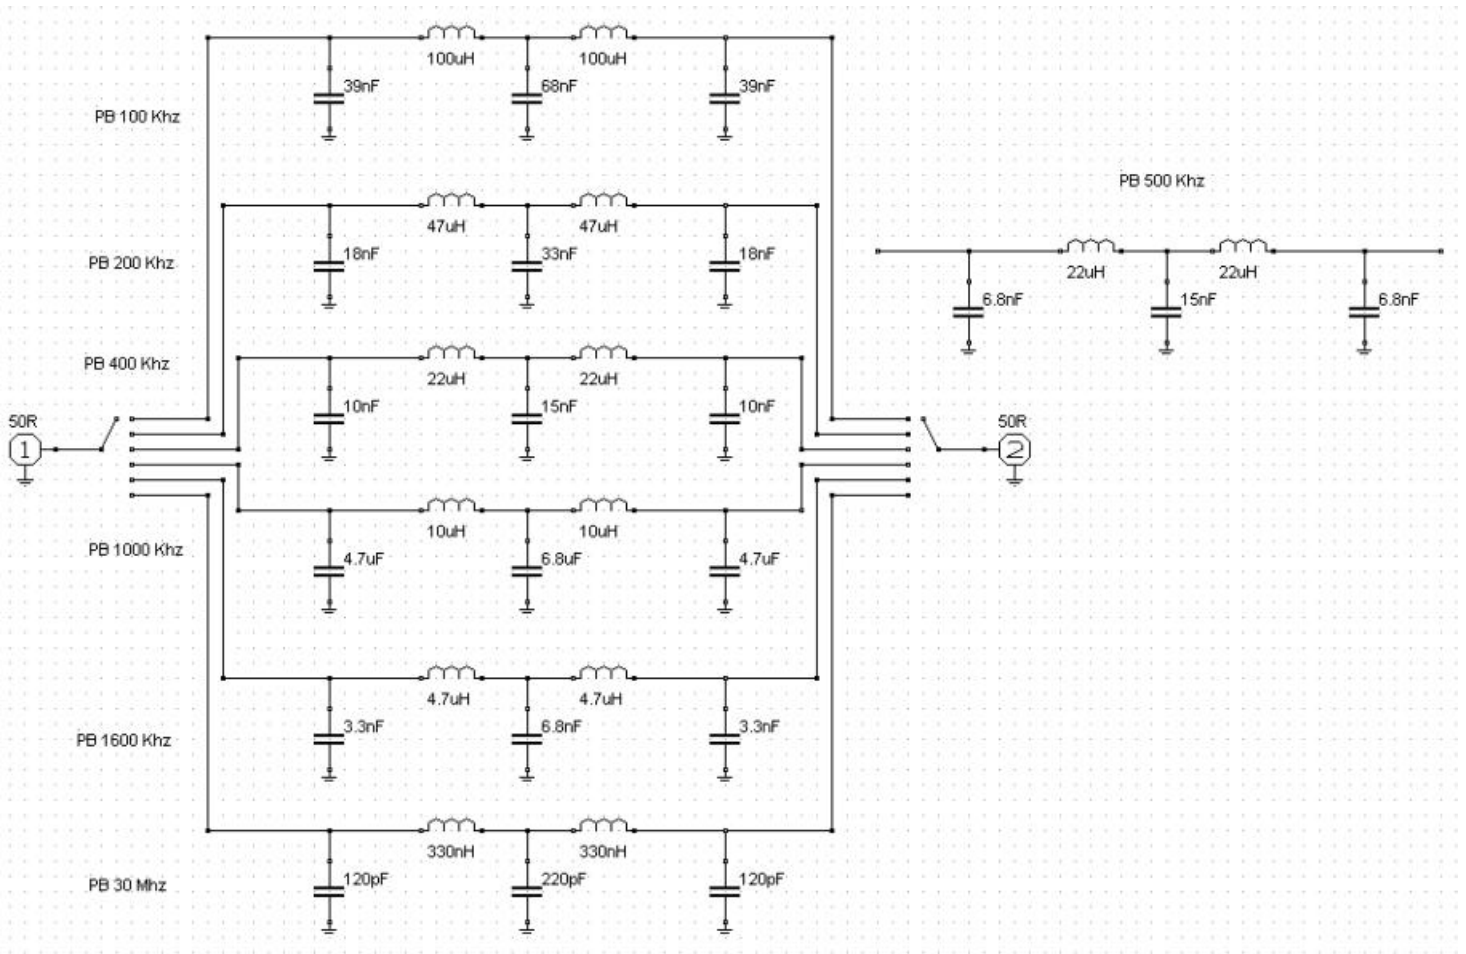 100uH 100uH
39nF 68nF 39nF
PB 100 Khz
PB 500 Khz
47uH 47uH
18nF 33nF 18nF
PB 200 Khz
22uH 22uH
6.8nF 15nF 6.8nF
PB 400 Khz
22uH 22uH
10nF 15nF 10nF
50R 50R
1 2
10uH 10uH
PB 1000 Khz
4.7uF 6.8uF 4.7uF
4.7uH 4.7uH
3.3nF 6.8nF 3.3nF
PB 1600 Khz
330nH 330nH
120pF 220pF 120pF
PB 30 Mhz